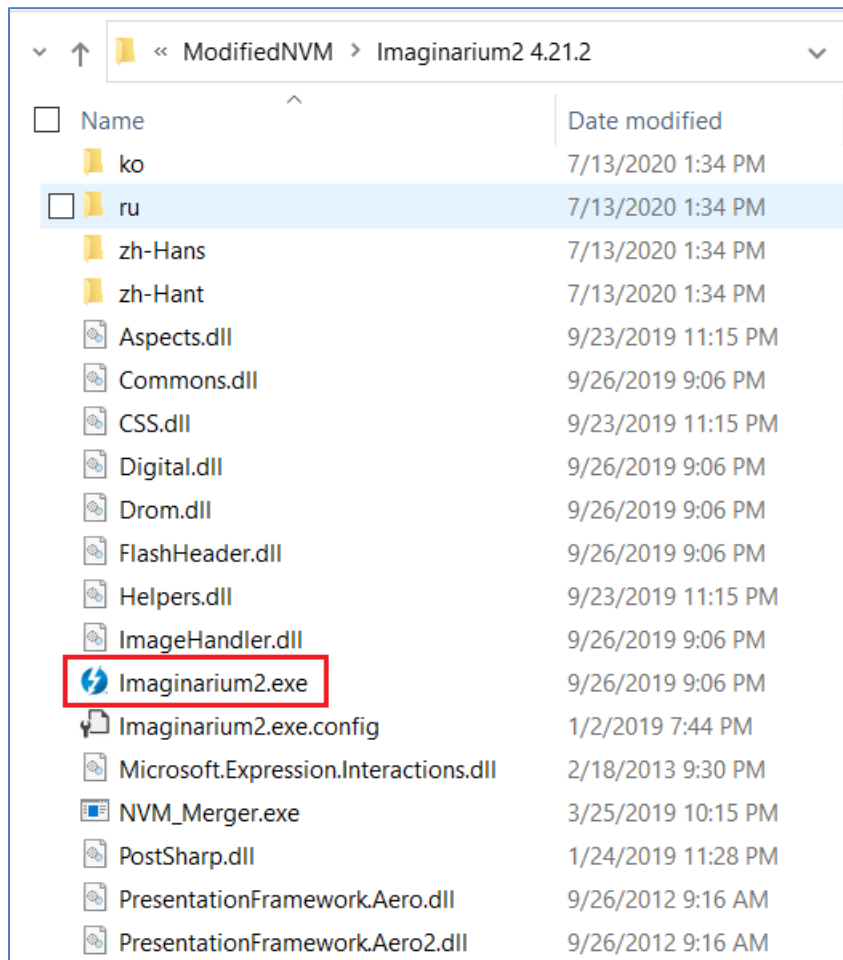 « ModifiedNVM > Imaginarium2 4.21.2
Name Date modified
ko 7/13/2020 1:34 PM
ru 7/13/2020 1:34 PM
zh-Hans 7/13/2020 1:34 PM
zh-Hant 7/13/2020 1:34 PM
Aspects.dll 9/23/2019 11:15 PM
Commons.dll 9/26/2019 9:06 PM
CSS.dll 9/23/2019 11:15 PM
Digital.dll 9/26/2019 9:06 PM
Drom.dll 9/26/2019 9:06 PM
FlashHeader.dll 9/26/2019 9:06 PM
Helpers.dll 9/23/2019 11:15 PM
ImageHandler.dll 9/26/2019 9:06 PM
Imaginarium2.exe 9/26/2019 9:06 PM
Imaginarium2.exe.config 1/2/2019 7:44 PM
Microsoft.Expression.Interactions.dll 2/18/2013 9:30 PM
NVM_Merger.exe 3/25/2019 10:15 PM
PostSharp.dll 1/24/2019 11:28 PM
PresentationFramework.Aero.dll 9/26/2012 9:16 AM
PresentationFramework.Aero2.dll 9/26/2012 9:16 AM